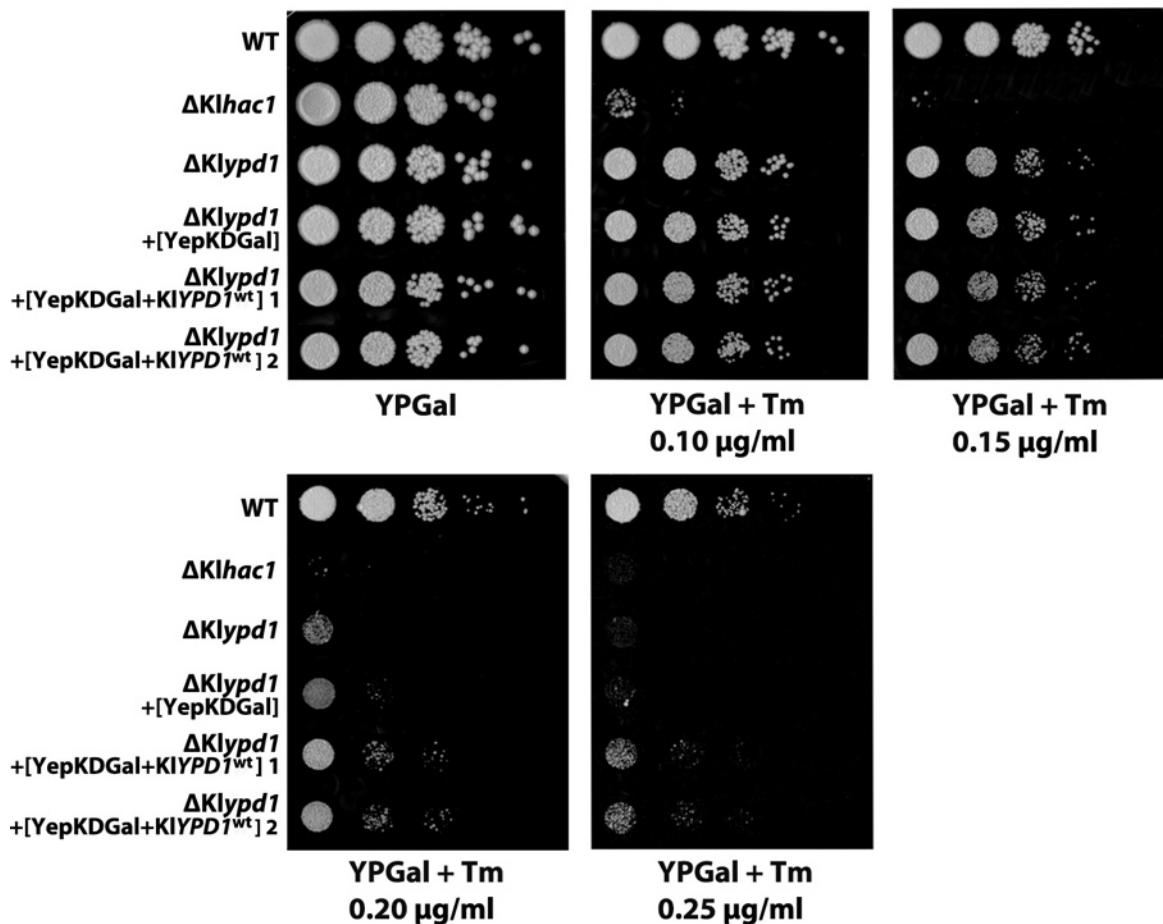 WT
ΔKlhac1
ΔKlypd1
ΔKlypd1
+[YepKDGal]
ΔKlypd1
+[YepKDGal+KlYPD1wt] 1
ΔKlypd1
+[YepKDGal+KlYPD1wt] 2
YPGal
YPGal + Tm
0.10 µg/ml
YPGal + Tm
0.15 µg/ml
WT
ΔKlhac1
ΔKlypd1
ΔKlypd1
+[YepKDGal]
ΔKlypd1
+[YepKDGal+KlYPD1wt] 1
ΔKlypd1
+[YepKDGal+KlYPD1wt] 2
YPGal + Tm
0.20 µg/ml
YPGal + Tm
0.25 µg/ml